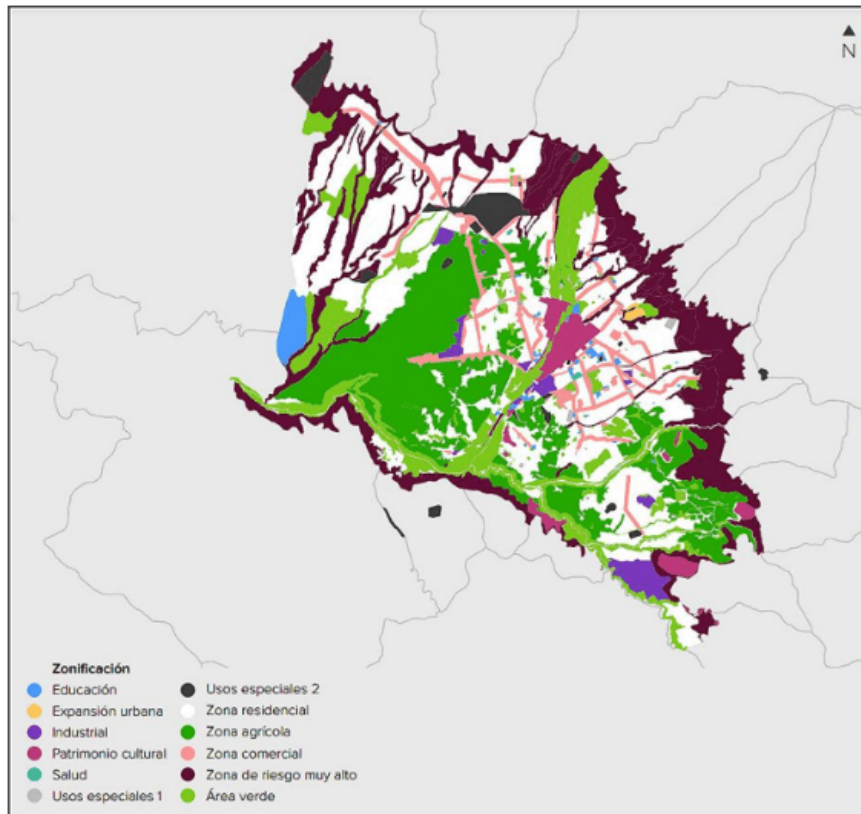 N
Zonificación
Educación
Expansión urbana
Industrial
Patrimonio cultural
Salud
Usos especiales 1
Usos especiales 2
Zona residencial
Zona agrícola
Zona comercial
Zona de riesgo muy alto
Área verde